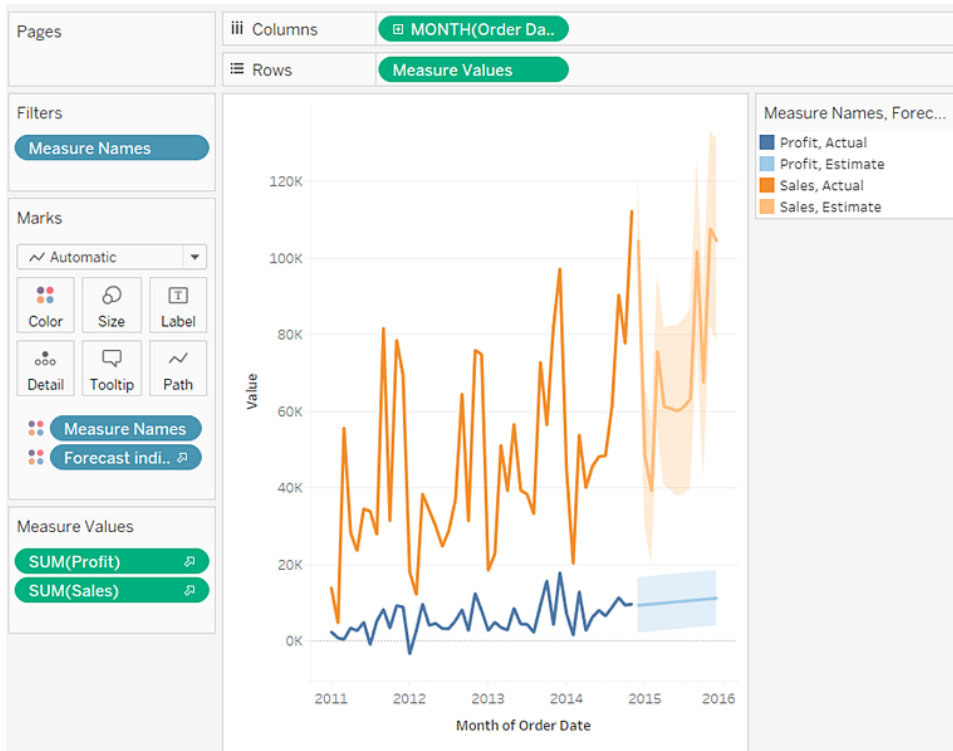 Pages
Columns
MONTH(Order Da..
Rows
Measure Values
Filters
Measure Names
Marks
Automatic
Color
Size
Label
Detail
Tooltip
Path
Measure Names
Forecast indi..
Measure Values
SUM(Profit)
SUM(Sales)
Value
120K
100K
80K
60K
40K
20K
0K
2011
2012
2013
2014
2015
2016
Month of Order Date
Measure Names, Forec...
Profit, Actual
Profit, Estimate
Sales, Actual
Sales, Estimate